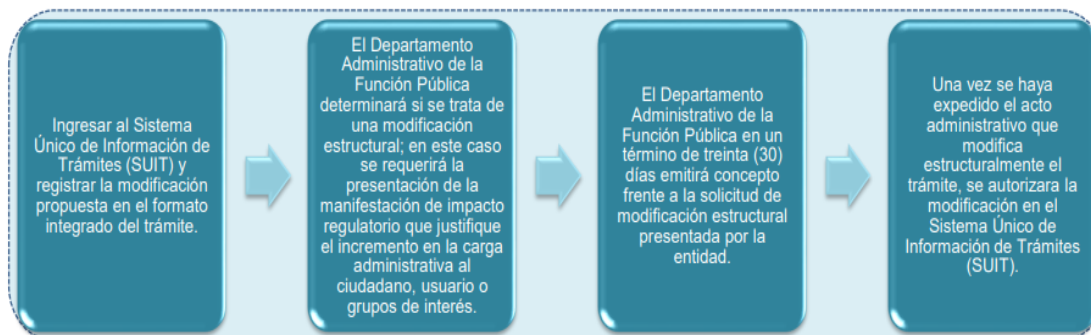 Ingresar al Sistema
Único de Información de
Trámites (SUIT) y
registrar la modificación
propuesta en el formato
integrado del trámite.
El Departamento
Administrativo de la
Función Pública
determinará si se trata de
una modificación
estructural; en este caso
se requerirá la
presentación de la
manifestación de impacto
regulatorio que justifique
el incremento en la carga
administrativa al
ciudadano, usuario o
grupos de interés.
El Departamento
Administrativo de la
Función Pública en un
término de treinta (30)
días emitirá concepto
frente a la solicitud de
modificación estructural
presentada por la
entidad.
Una vez se haya
expedido el acto
administrativo que
modifica
estructuralmente el
trámite, se autorizara la
modificación en el
Sistema Único de
Información de Trámites
(SUIT).